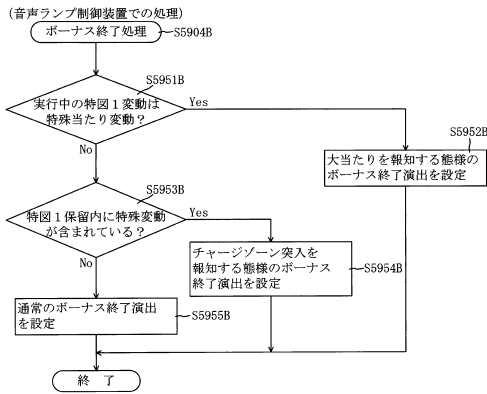 (音声ランプ制御装置での処理)
ボーナス終了処理
S5904B
S5951B
実行中の特図1変動は
特殊当たり変動？
Yes
No
S5952B
大当たりを報知する態様の
ボーナス終了演出を設定
S5953B
特図1保留内に特殊変動
が含まれている？
Yes
No
チャージゾーン突入を
報知する態様のボーナス
終了演出を設定
S5954B
通常のボーナス終了演出
を設定
S5955B
終 了